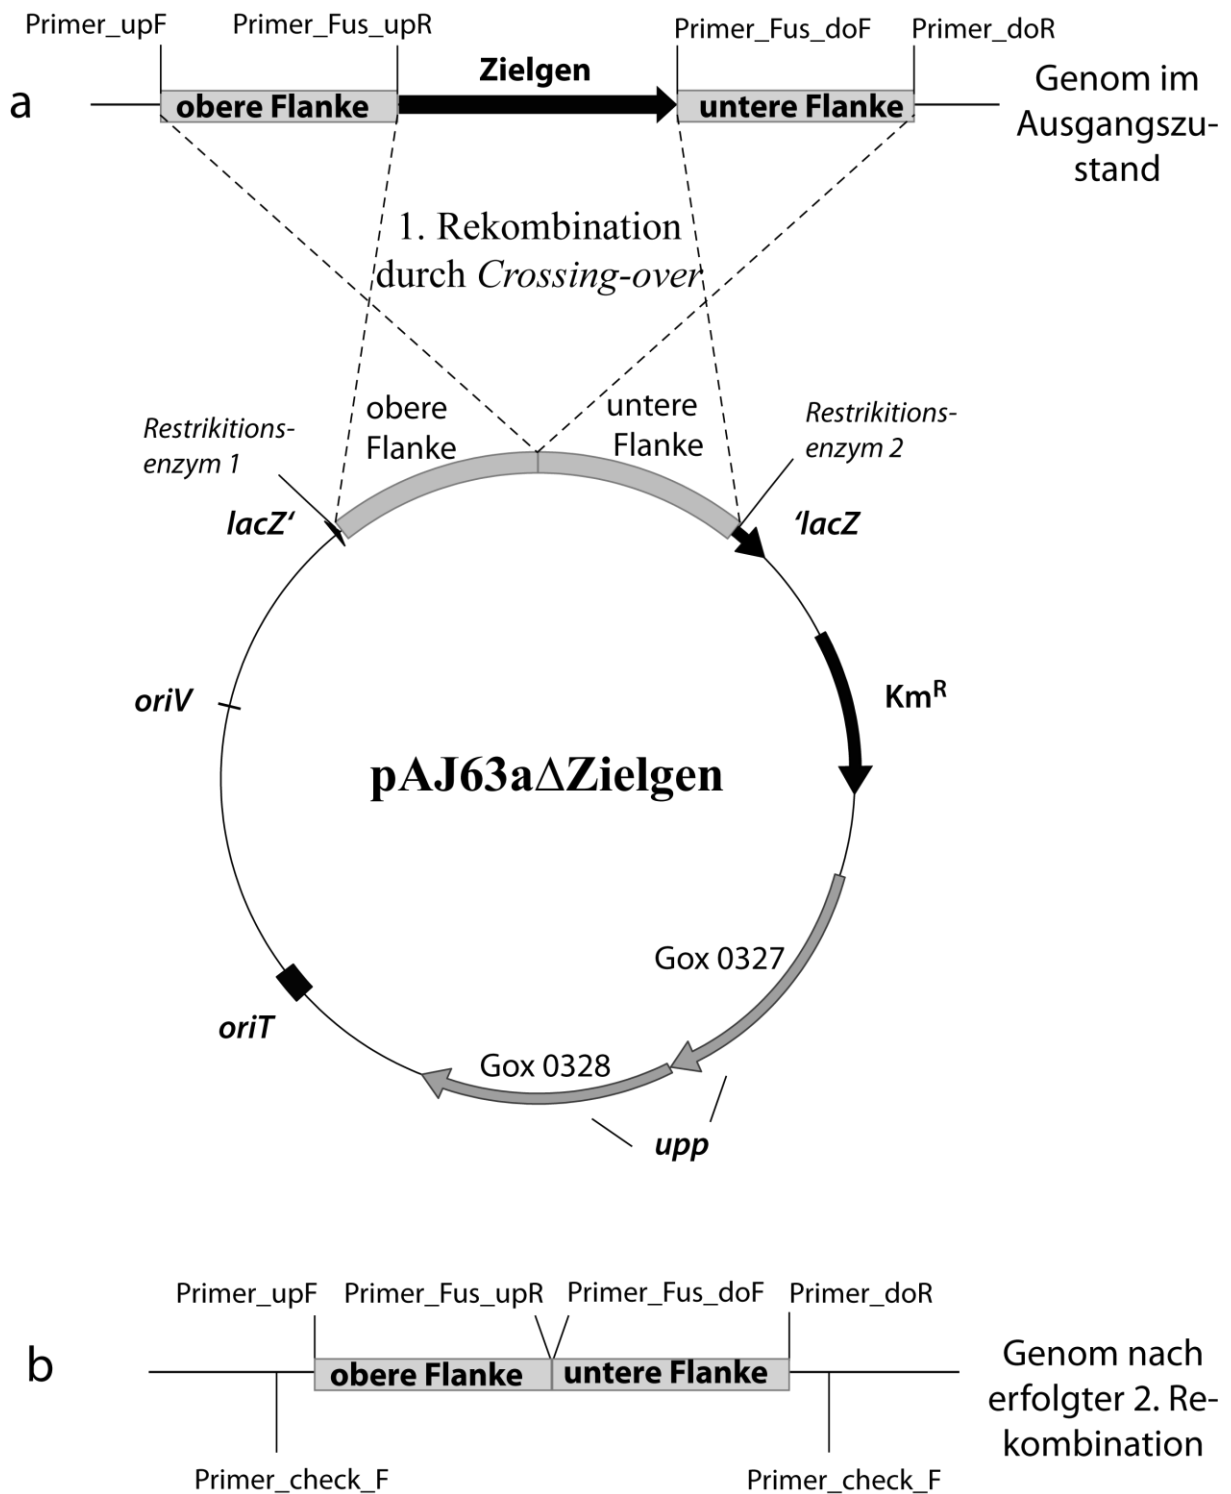 Primer_upF
Primer_Fus_upR
Primer_Fus_doF
Primer_doR
a
obere Flanke
Zielgen
untere Flanke
Genom im
Ausgangszu-
stand
1. Rekombination
durch Crossing-over
Restrikitions-
enzym 1
obere
Flanke
untere
Flanke
Restrikitions-
enzym 2
lacZ‘
‘lacZ
oriV
KmR
pAJ63aΔZielgen
Gox 0327
oriT
Gox 0328
upp
Primer_upF
Primer_Fus_upR
Primer_Fus_doF
Primer_doR
b
obere Flanke
untere Flanke
Genom nach
erfolgter 2. Re-
kombination
Primer_check_F
Primer_check_F